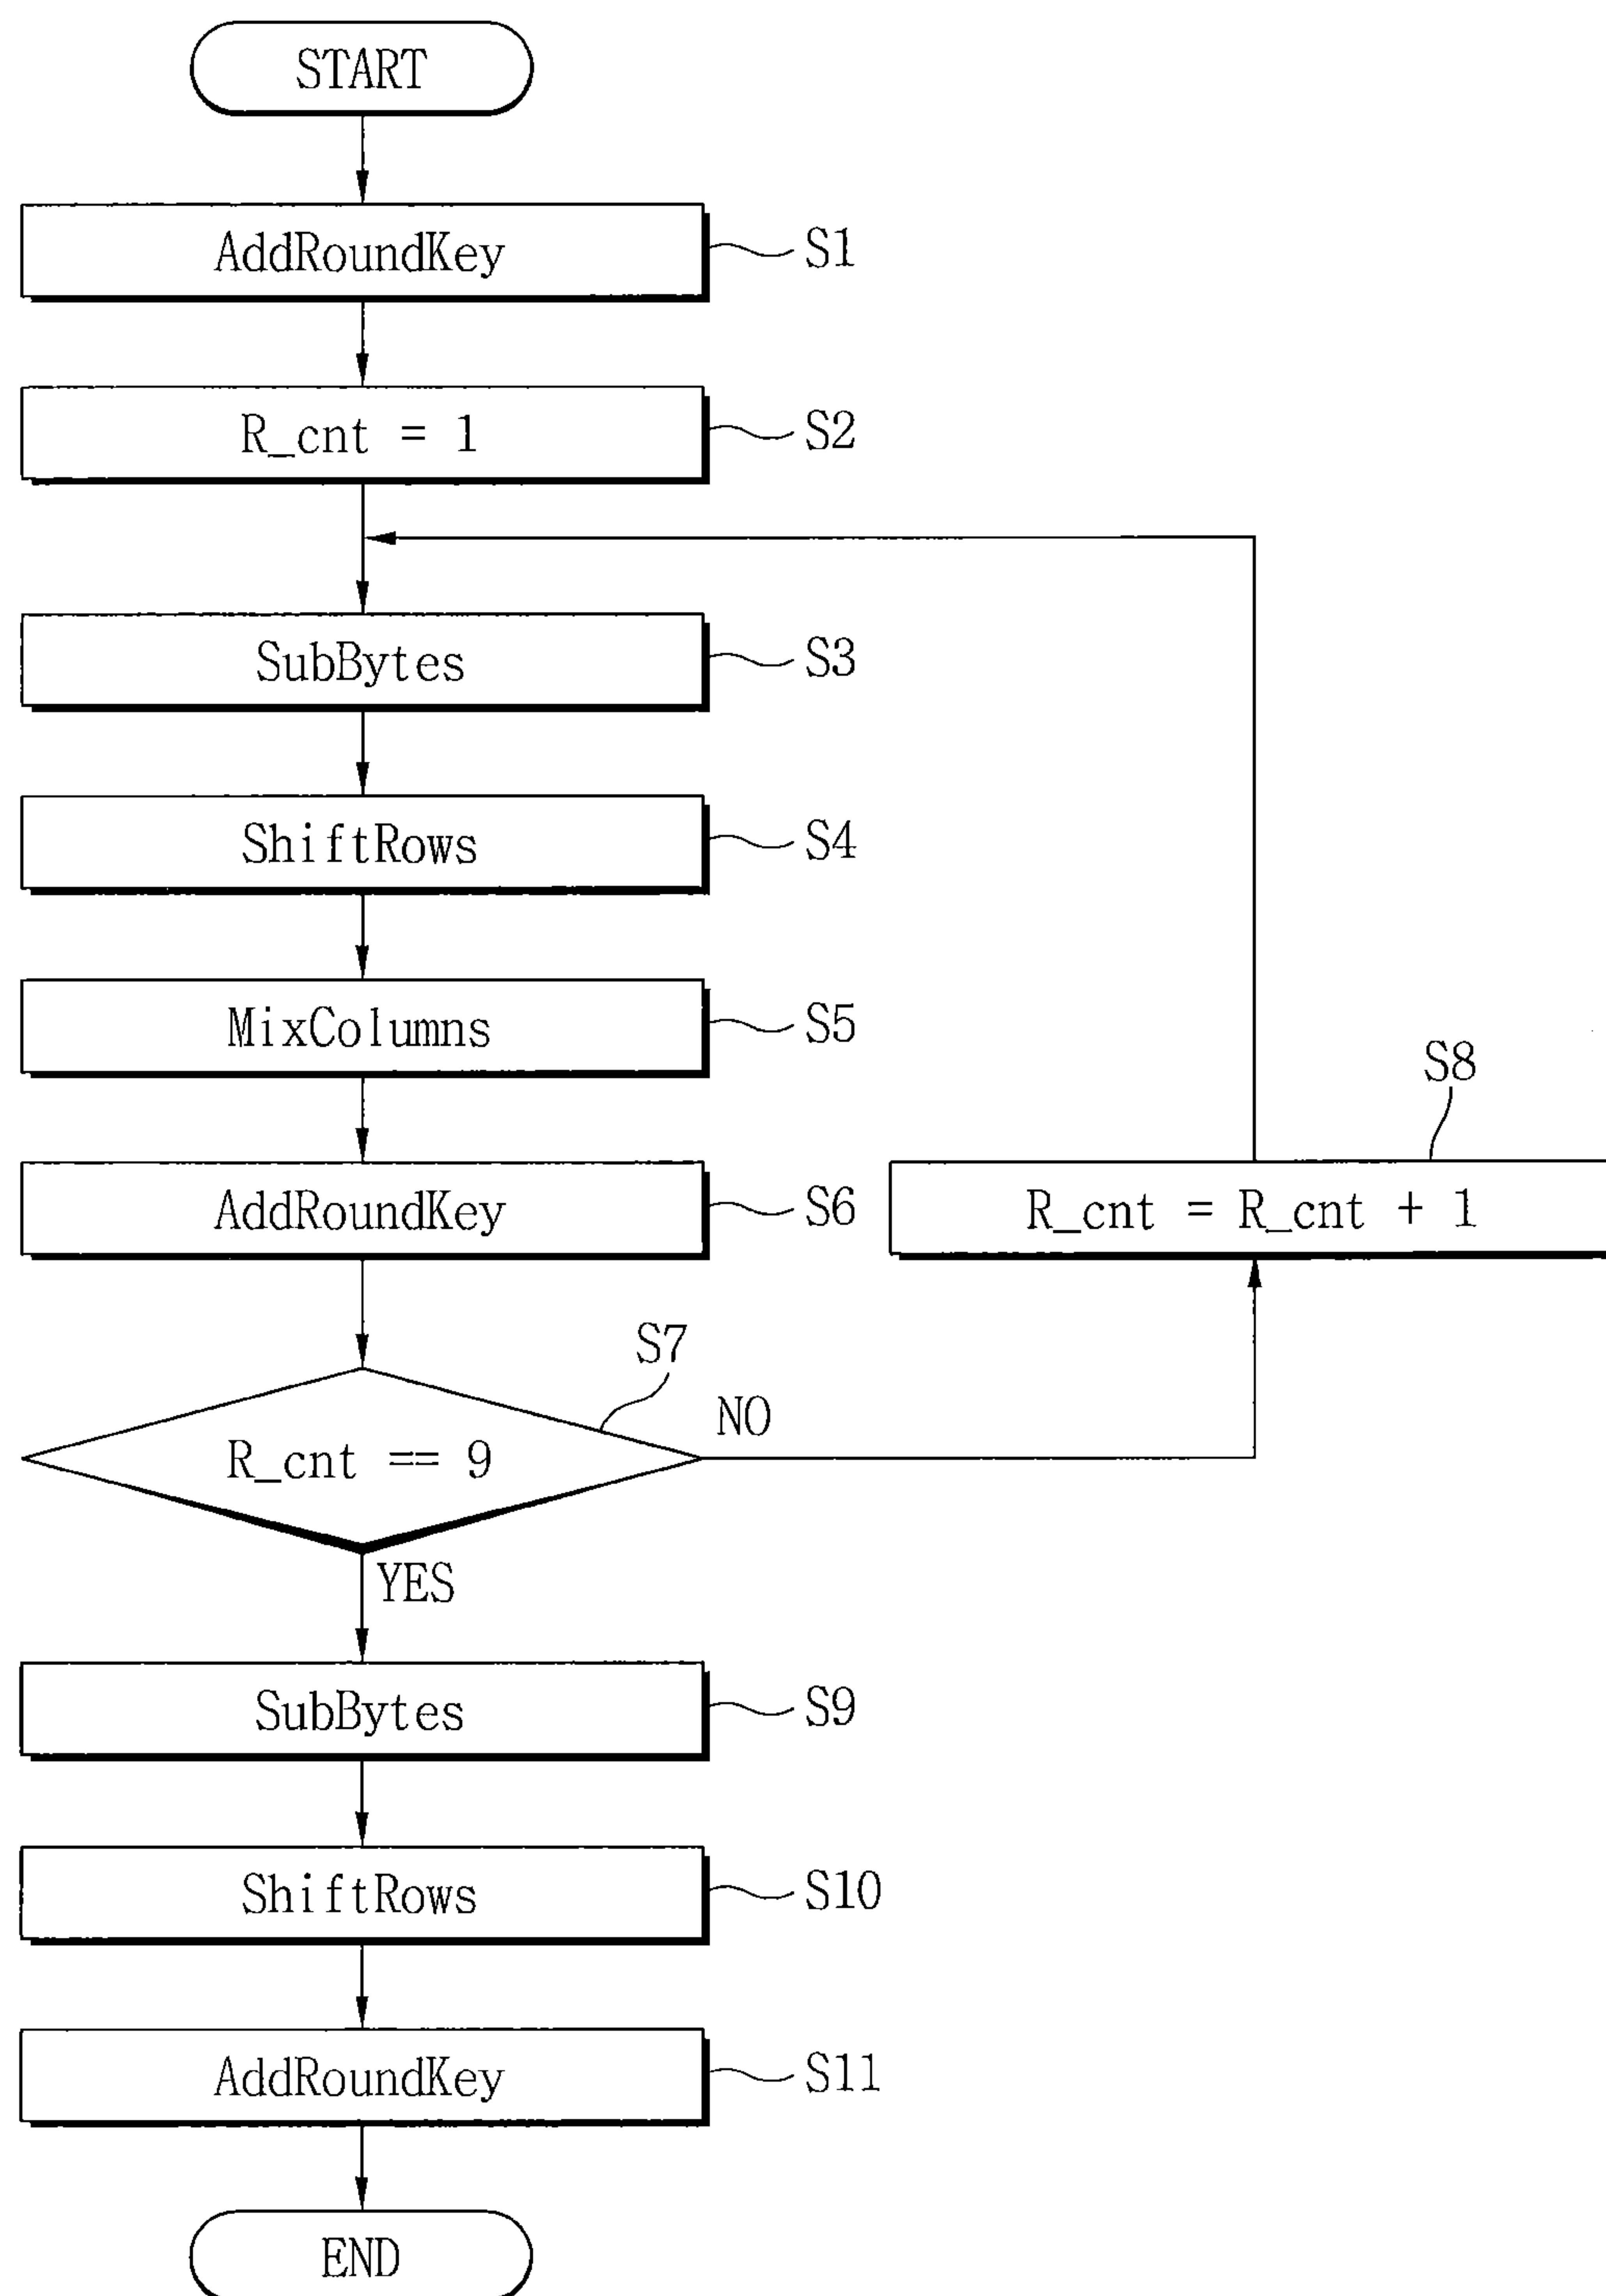 START
AddRoundKey
S1
R_cnt = 1
S2
SubBytes
S3
ShiftRows
S4
MixColumns
S5
AddRoundKey
S6
S8
R_cnt = R_cnt + 1
S7
R_cnt == 9
NO
YES
SubBytes
S9
ShiftRows
S10
AddRoundKey
S11
END